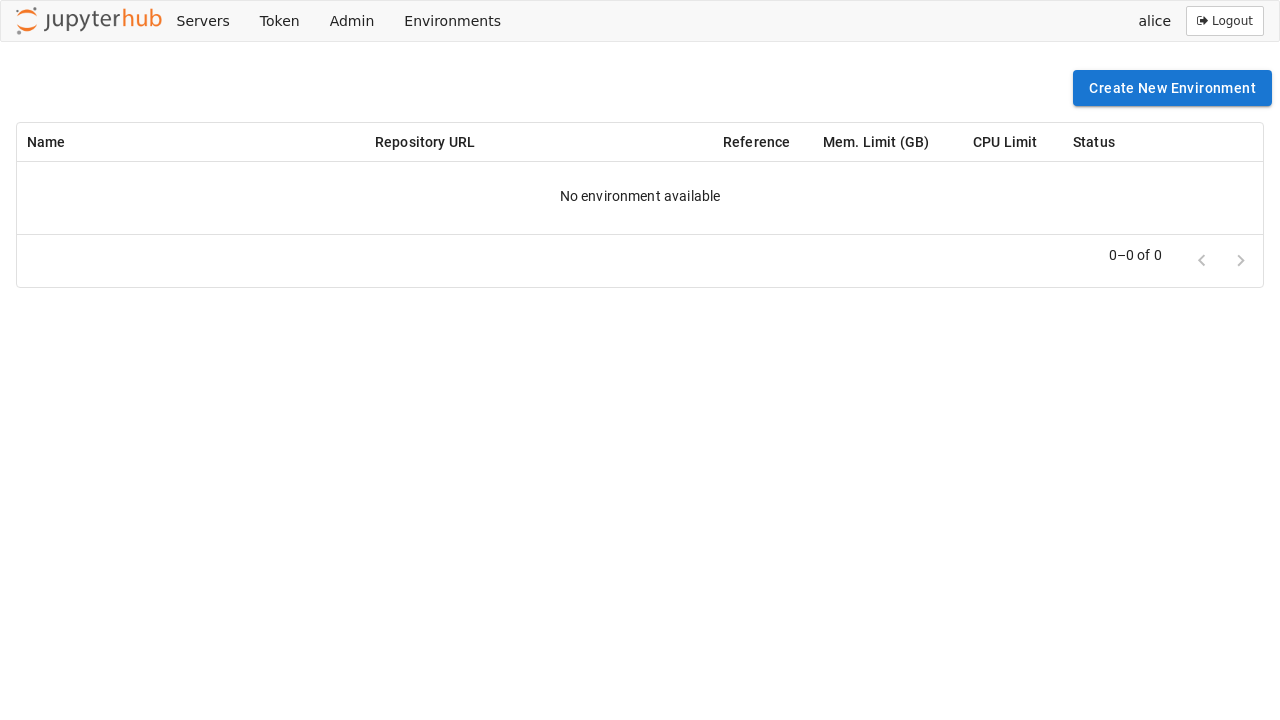 jupyterhub Servers Token Admin Environments alice Logout
Create New Environment
Name Repository URL Reference Mem. Limit (GB) CPU Limit Status
No environment available
0–0 of 0